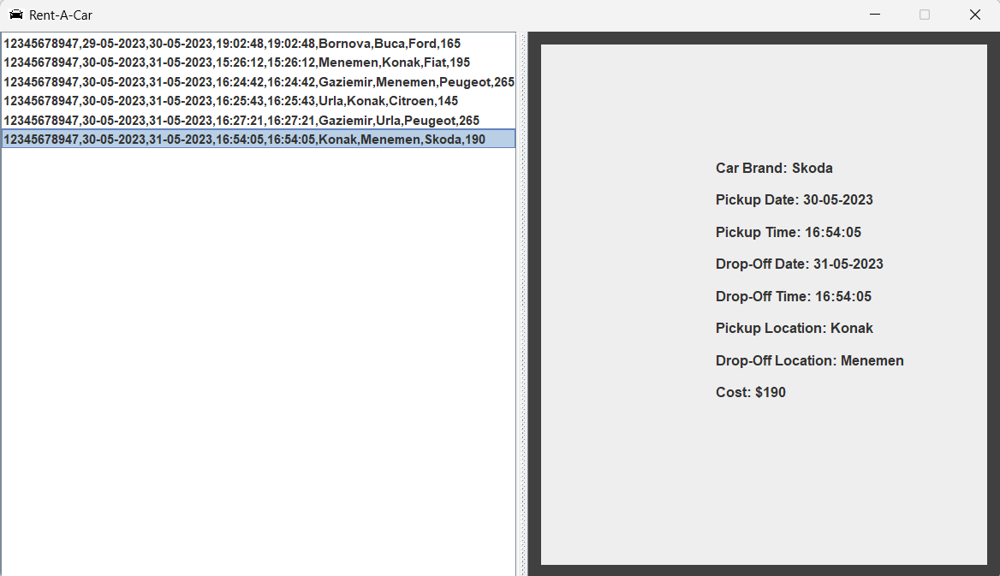 Rent-A-Car
12345678947,29-05-2023,30-05-2023,19:02:48,19:02:48,Bornova,Buca,Ford,165
12345678947,30-05-2023,31-05-2023,15:26:12,15:26:12,Menemen,Konak,Fiat,195
12345678947,30-05-2023,31-05-2023,16:24:42,16:24:42,Gaziemir,Menemen,Peugeot,265
12345678947,30-05-2023,31-05-2023,16:25:43,16:25:43,Urla,Konak,Citroen,145
12345678947,30-05-2023,31-05-2023,16:27:21,16:27:21,Gaziemir,Urla,Peugeot,265
12345678947,30-05-2023,31-05-2023,16:54:05,16:54:05,Konak,Menemen,Skoda,190
Car Brand: Skoda
Pickup Date: 30-05-2023
Pickup Time: 16:54:05
Drop-Off Date: 31-05-2023
Drop-Off Time: 16:54:05
Pickup Location: Konak
Drop-Off Location: Menemen
Cost: $190